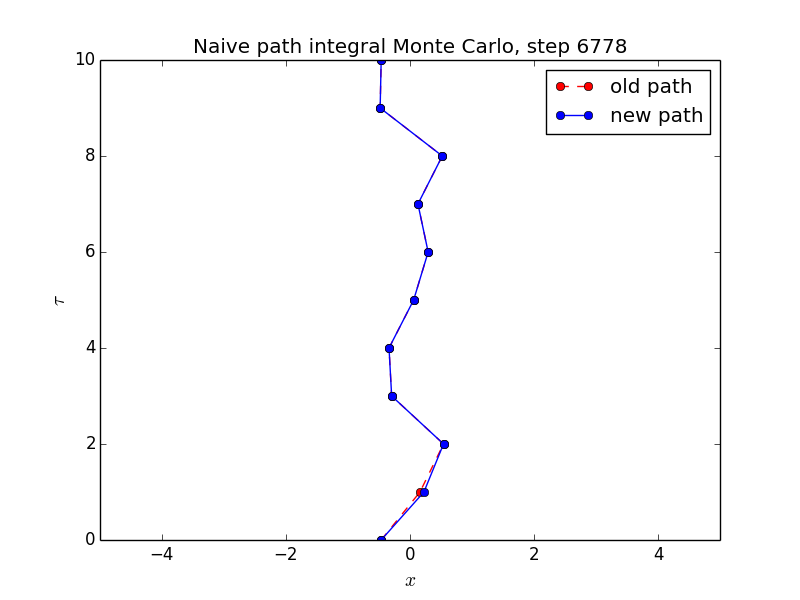 Naive path integral Monte Carlo, step 6778
old path
new path
10
8
6
4
2
0
τ
−4 −2 0 2 4
x